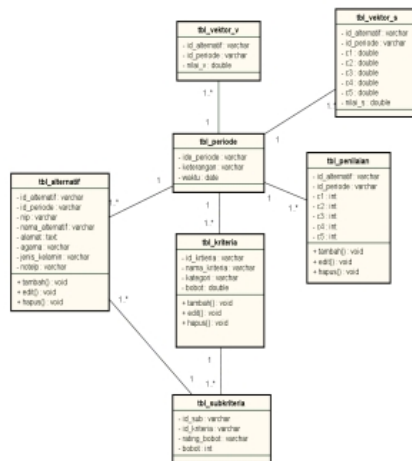 tbl_vektor_v
- id_alternatif : varchar
- id_periode : varchar
- nilai_v : double
tbl_vektor_s
- id_alternatif : varchar
- id_periode : varchar
- c1 : double
- c2 : double
- c3 : double
- c4 : double
- c5 : double
- nilai_s : double
1..*
1
1..
1
tbl_periode
- ide_periode : varchar
- keterangan : varchar
- waktu : date
1
1..*
1
1..*
1
1..*
tbl_penilaian
- id_alternatif : varchar
- id_periode : varchar
- c1 : int
- c2 : int
- c3 : int
- c4 : int
- c5 : int
+ tambah() : void
+ edit() : void
+ hapus() : void
tbl_alternatif
- id_alternatif : varchar
- id_periode : varchar
- nip : varchar
- nama_alternatif : varchar
- alamat : text
- agama : varchar
- jenis_kelamin : varchar
- notelp : varchar
+ tambah() : void
+ edit() : void
+ hapus() : void
tbl_kriteria
- id_kriteria : varchar
- nama_kriteria : varchar
- kategori : varchar
- bobot : double
+ tambah() : void
+ edit() : void
+ hapus() : void
1..*
1
1
1..*
tbl_subkriteria
- id_sub : varchar
- id_kriteria : varchar
- rating_bobot : varchar
- bobot : int